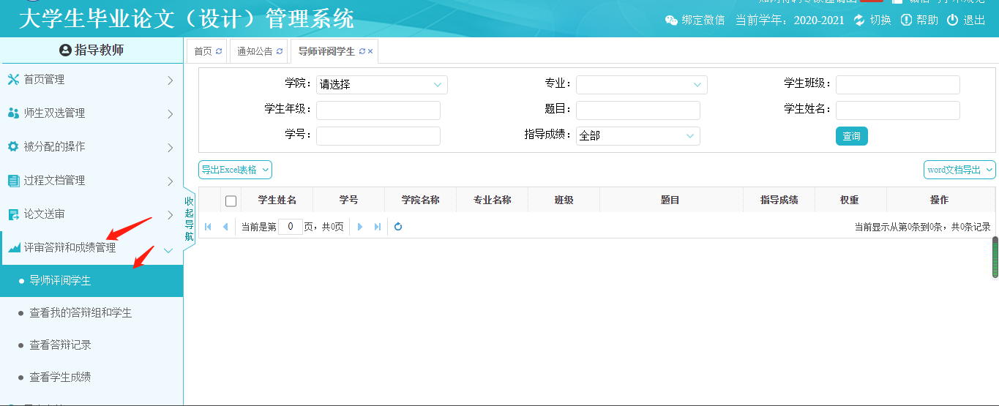 大学生毕业论文（设计）管理系统
绑定微信 当前学年：2020-2021 切换 帮助 退出
指导教师
首页 通知公告 导师评阅学生
首页管理
师生双选管理
被分配的操作
过程文档管理
论文送审
评审答辩和成绩管理
导师评阅学生
查看我的答辩组和学生
查看答辩记录
查看学生成绩
收起导航
学院： 请选择 专业： 学生班级：
学生年级： 题目： 学生姓名：
学号： 指导成绩： 全部 查询
导出Excel表格 word文档导出
学生姓名 学号 学院名称 专业名称 班级 题目 指导成绩 权重 操作
当前是第 0 页，共0页 当前显示从第0条到0条，共0条记录